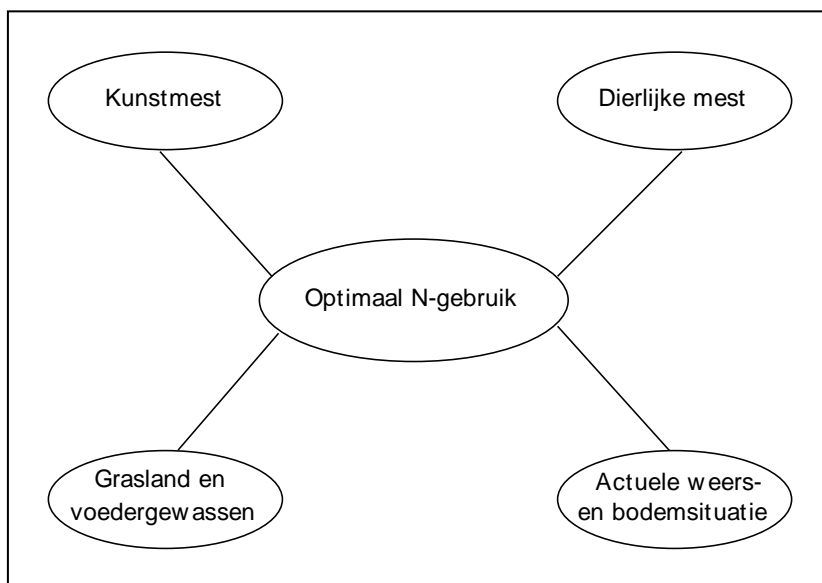 Kunstmest
Dierlijke mest
Optimaal N-gebruik
Grasland en
voedergewassen
Actuele weers-
en bodemsituatie